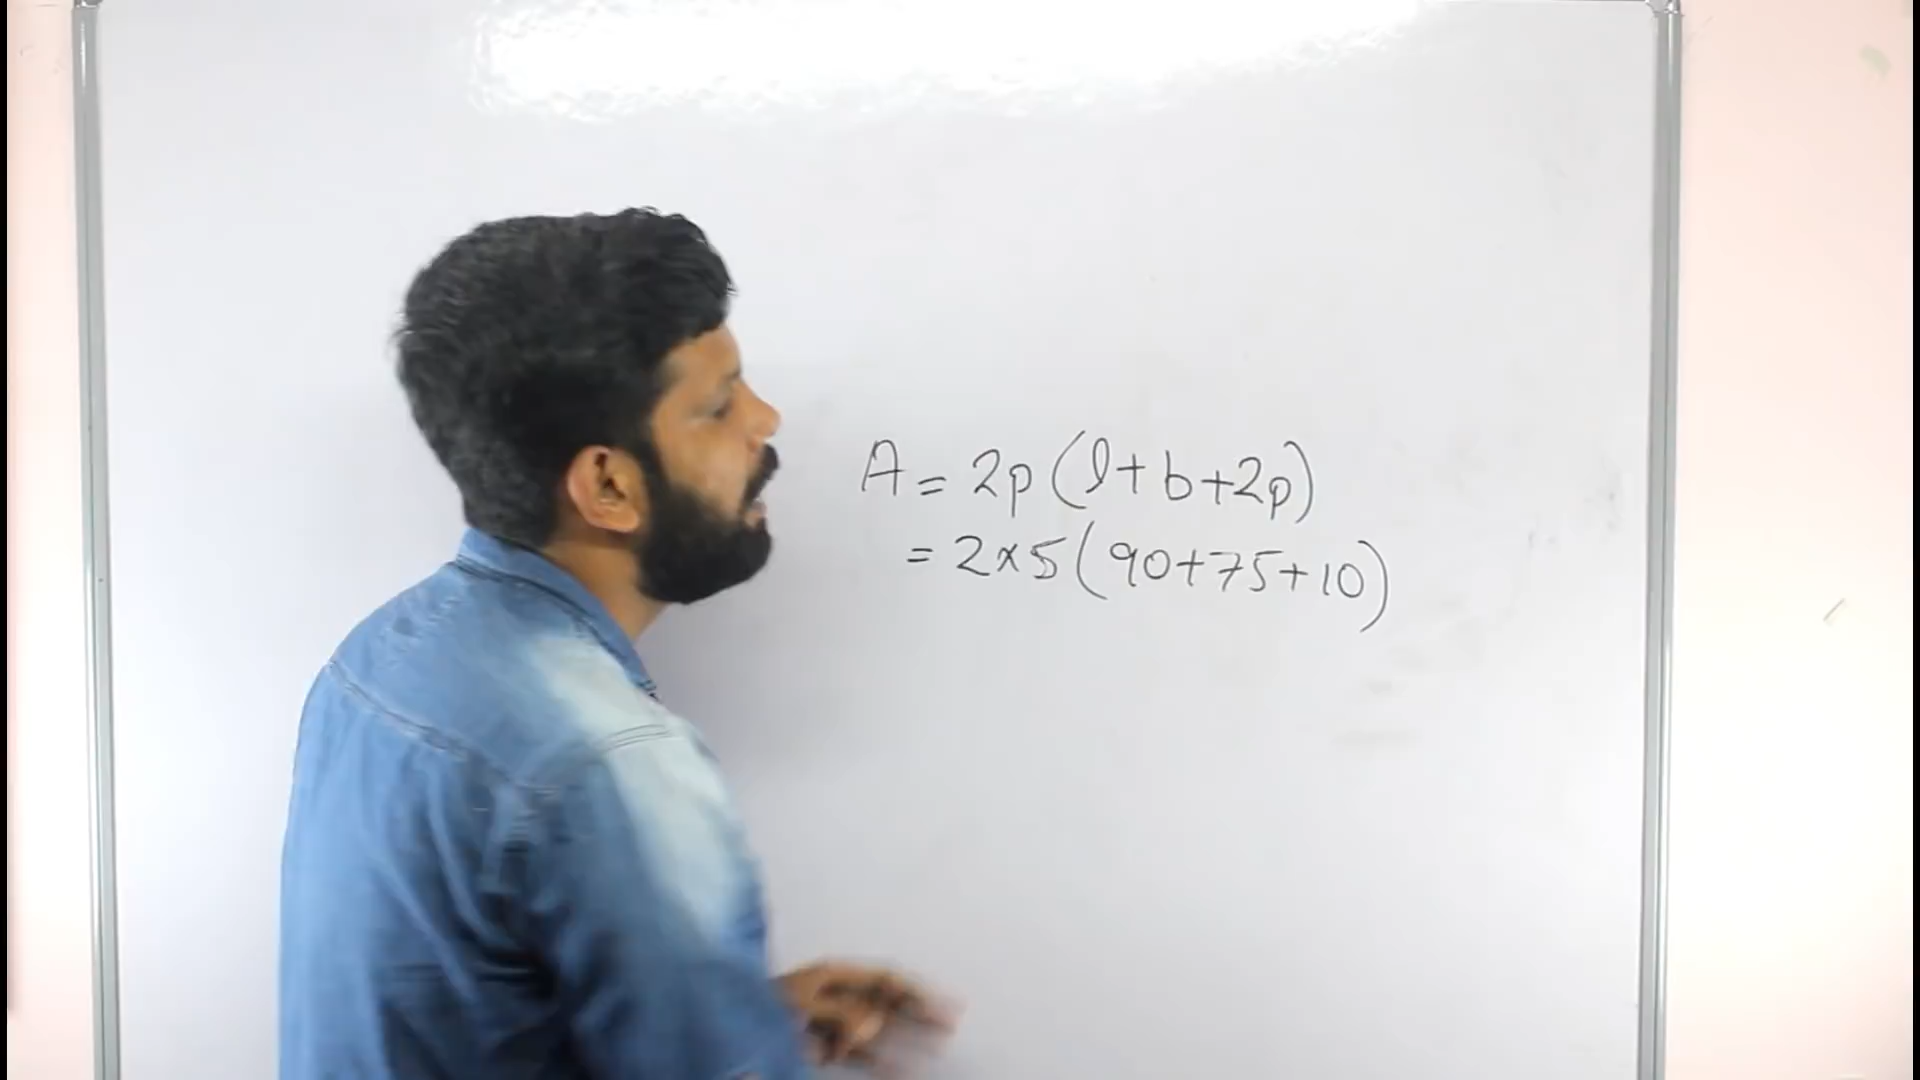 A = 2p(l+b+2p)
= 2×5(90+75+10)